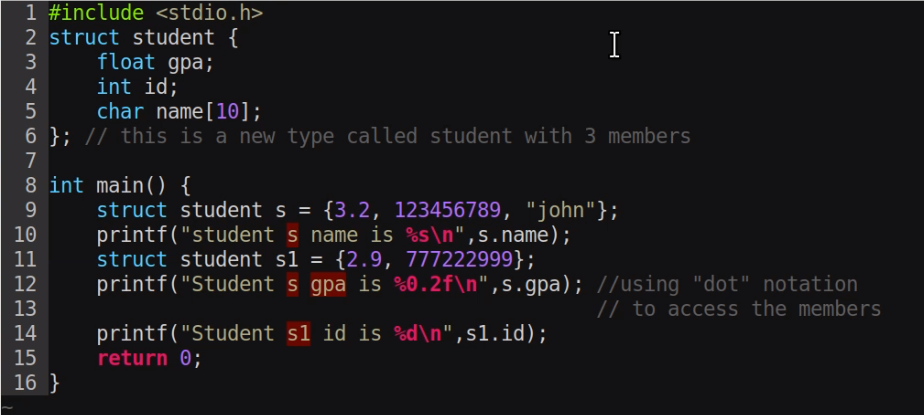 1 #include <stdio.h>
2 struct student {
3     float gpa;
4     int id;
5     char name[10];
6 }; // this is a new type called student with 3 members
7
8 int main() {
9     struct student s = {3.2, 123456789, "john"};
10     printf("student s name is %s\n",s.name);
11     struct student s1 = {2.9, 777222999};
12     printf("Student s gpa is %0.2f\n",s.gpa); //using "dot" notation
13                                               // to access the members
14     printf("Student s1 id is %d\n",s1.id);
15     return 0;
16 }
~